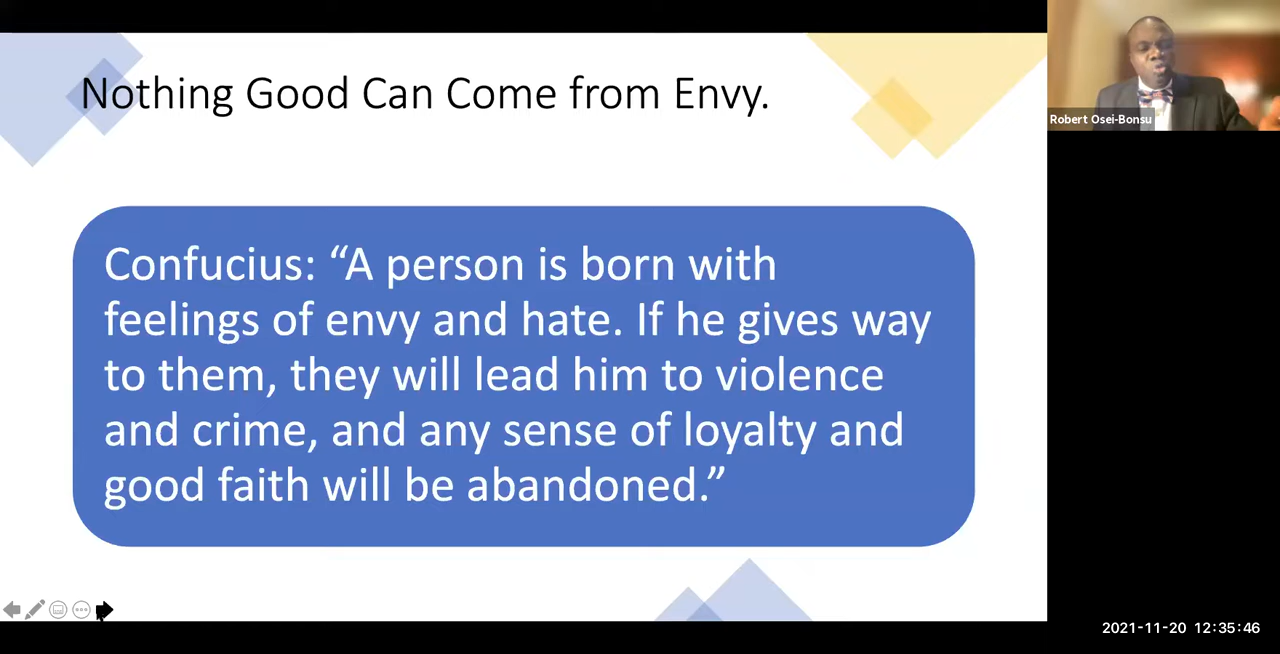 Nothing Good Can Come from Envy.
Confucius: “A person is born with
feelings of envy and hate. If he gives way
to them, they will lead him to violence
and crime, and any sense of loyalty and
good faith will be abandoned.”
Robert Osei-Bonsu
2021-11-20 12:35:46